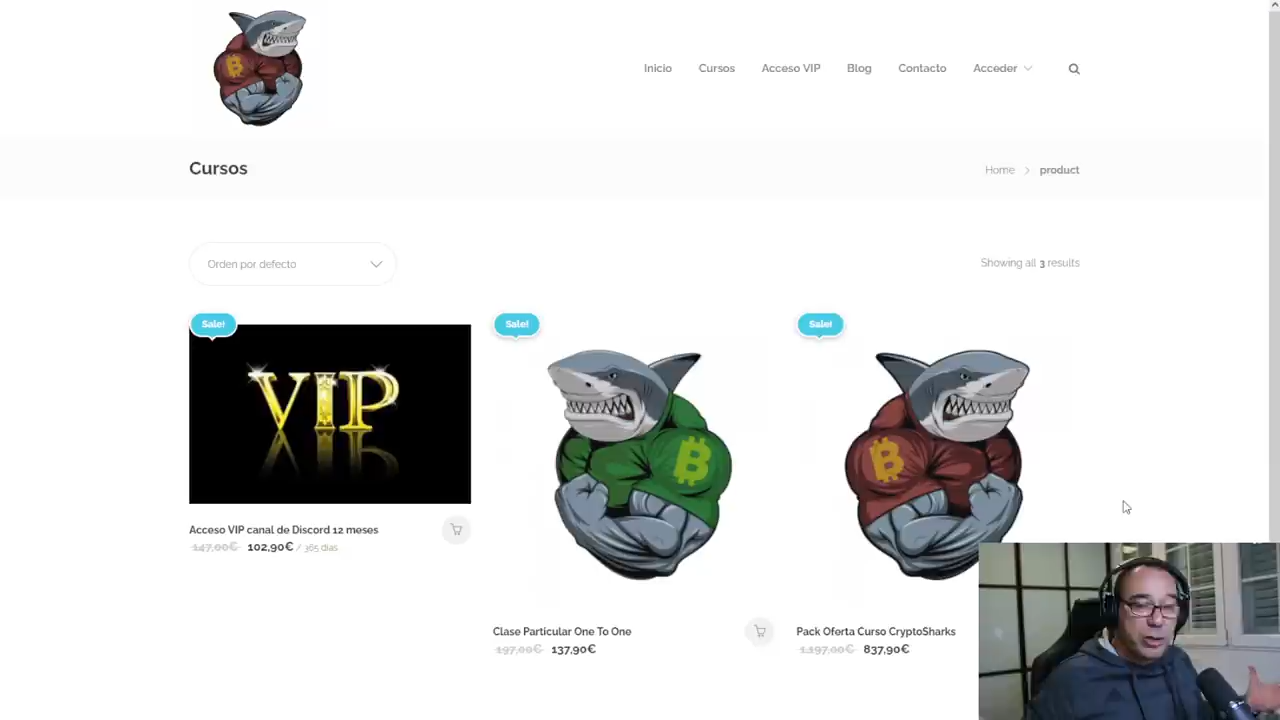 Inicio
Cursos
Acceso VIP
Blog
Contacto
Acceder
Cursos
Home
product
Orden por defecto
Showing all 3 results
Sale!
Sale!
Sale!
VIP
Acceso VIP canal de Discord 12 meses
147,00€ 102,90€ / 365 días
Clase Particular One To One
197,00€ 137,90€
Pack Oferta Curso CryptoSharks
1.197,00€ 837,90€